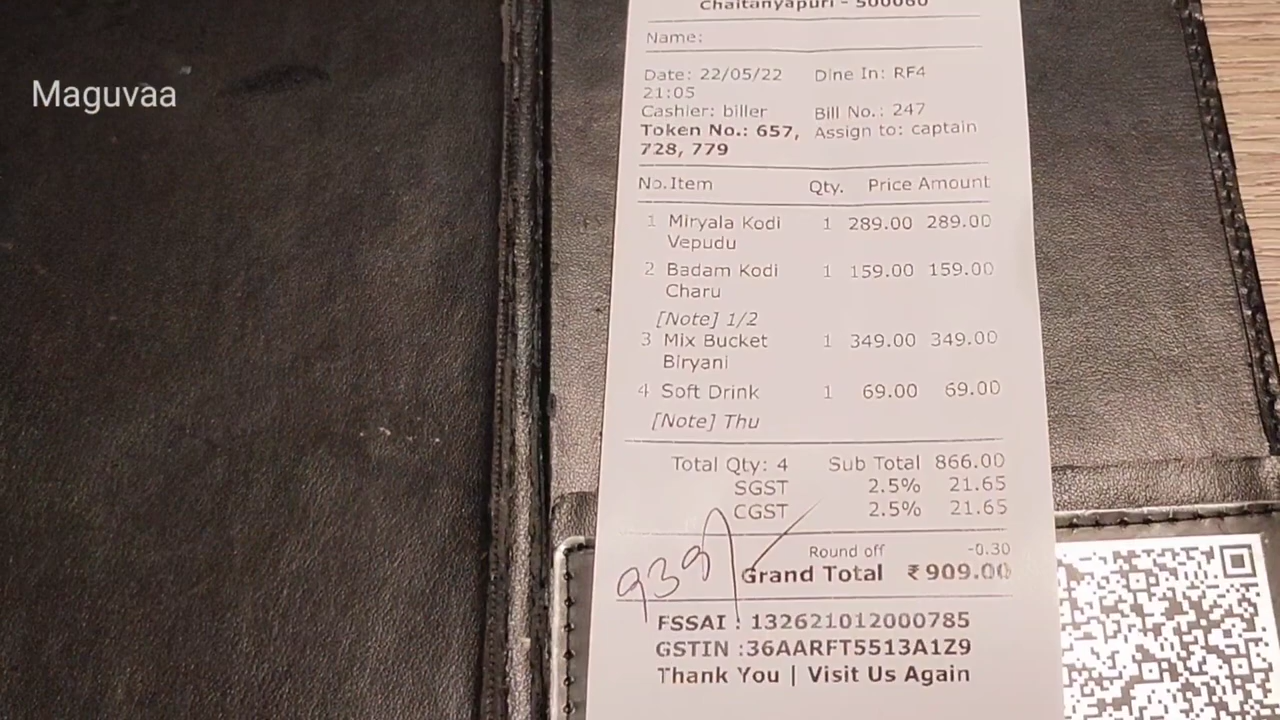 Maguvaa
Chaitanyapuri - 500060
Name:
Date: 22/05/22 Dine In: RF4
21:05
Cashier: biller Bill No.: 247
Token No.: 657, Assign to: captain
728, 779
No.Item Qty. Price Amount
1 Miryala Kodi 1 289.00 289.00
Vepudu
2 Badam Kodi 1 159.00 159.00
Charu
[Note] 1/2
3 Mix Bucket 1 349.00 349.00
Biryani
4 Soft Drink 1 69.00 69.00
[Note] Thu
Total Qty: 4 Sub Total 866.00
SGST 2.5% 21.65
CGST 2.5% 21.65
Round off -0.30
939/
Grand Total ₹909.00
FSSAI : 132621012000785
GSTIN :36AARFT5513A1Z9
Thank You | Visit Us Again